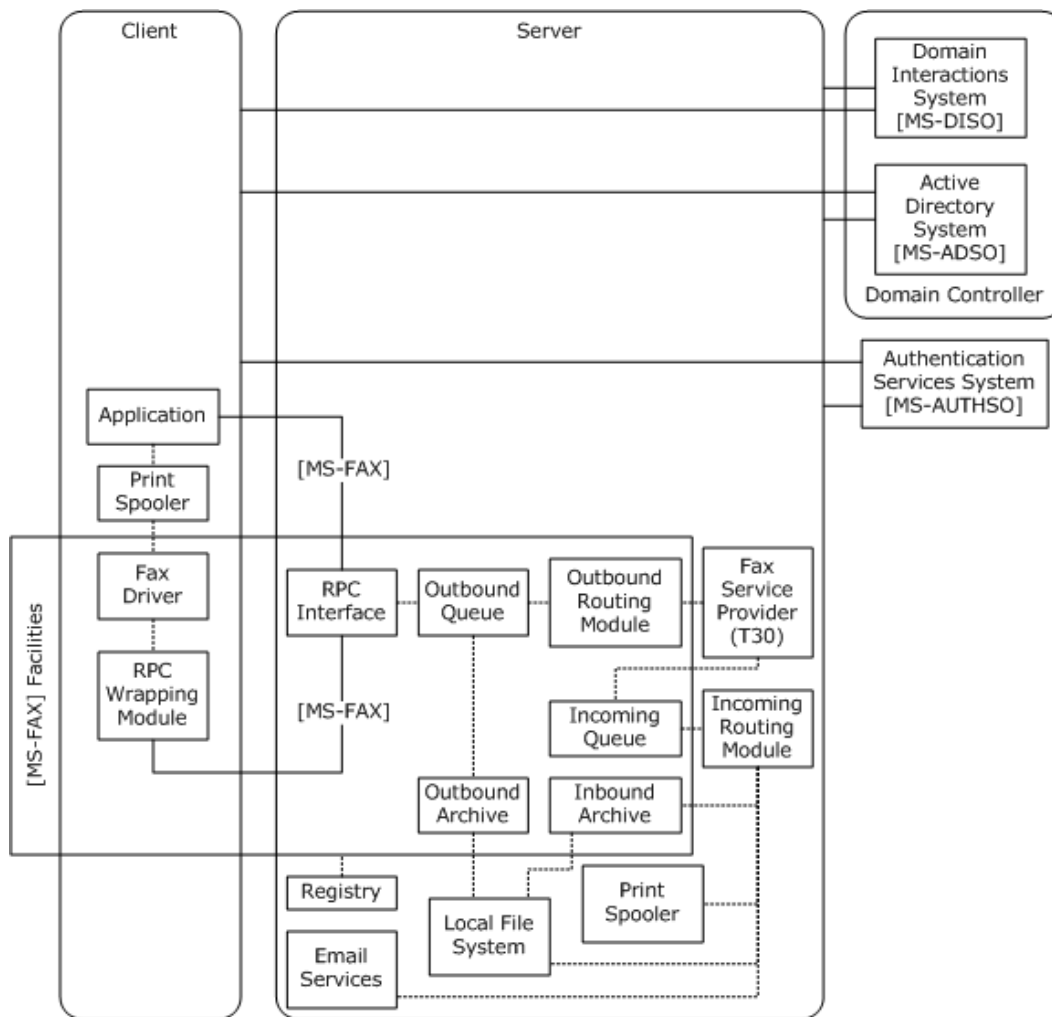 Client
Server
Domain
Interactions
System
[MS-DISO]
Active
Directory
System
[MS-ADSO]
Domain Controller
Authentication
Services System
[MS-AUTHSO]
Application
[MS-FAX]
Print
Spooler
[MS-FAX] Facilities
Fax
Driver
RPC
Interface
Outbound
Queue
Outbound
Routing
Module
Fax
Service
Provider
(T30)
RPC
Wrapping
Module
[MS-FAX]
Incoming
Queue
Incoming
Routing
Module
Outbound
Archive
Inbound
Archive
Registry
Local File
System
Print
Spooler
Email
Services